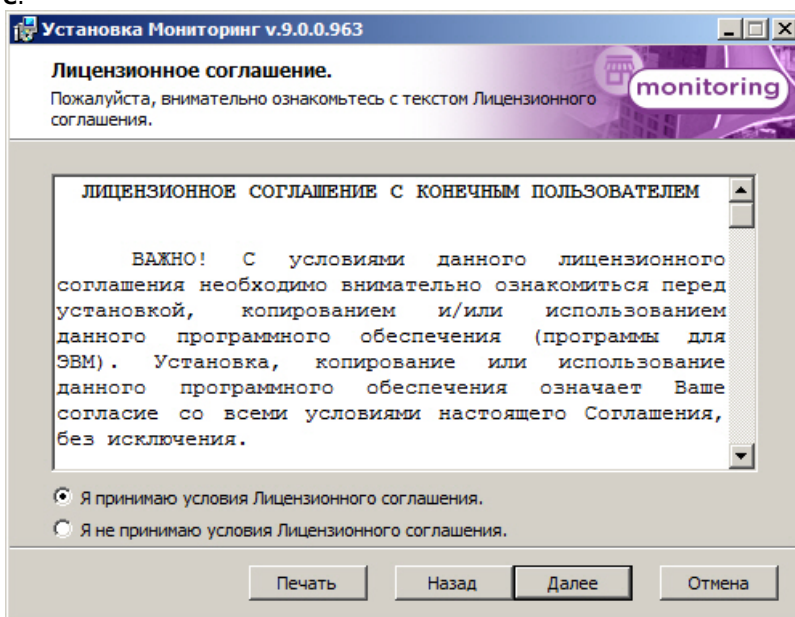 с.
Установка Мониторинг v.9.0.0.963
Лицензионное соглашение.
Пожалуйста, внимательно ознакомьтесь с текстом Лицензионного
соглашения.
monitoring
ЛИЦЕНЗИОННОЕ СОГЛАШЕНИЕ С КОНЕЧНЫМ ПОЛЬЗОВАТЕЛЕМ
ВАЖНО! С условиями данного лицензионного
соглашения необходимо внимательно ознакомиться перед
установкой, копированием и/или использованием
данного программного обеспечения (программы для
ЭВМ). Установка, копирование или использование
данного программного обеспечения означает Ваше
согласие со всеми условиями настоящего Соглашения,
без исключения.
Я принимаю условия Лицензионного соглашения.
Я не принимаю условия Лицензионного соглашения.
Печать Назад Далее Отмена